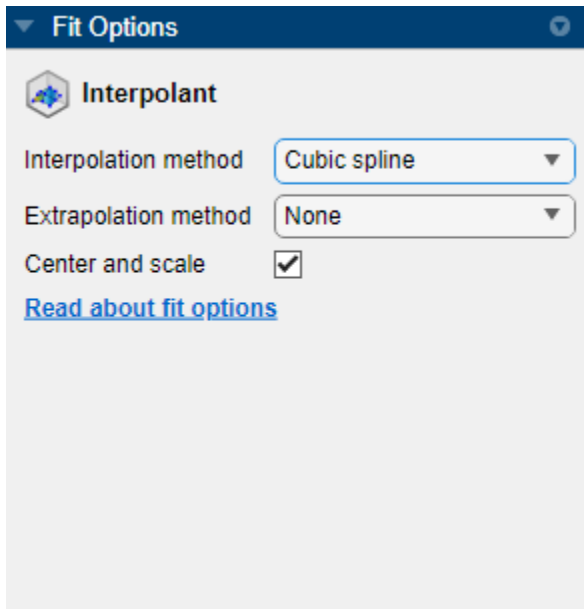 Fit Options
Interpolant
Interpolation method Cubic spline
Extrapolation method None
Center and scale
Read about fit options